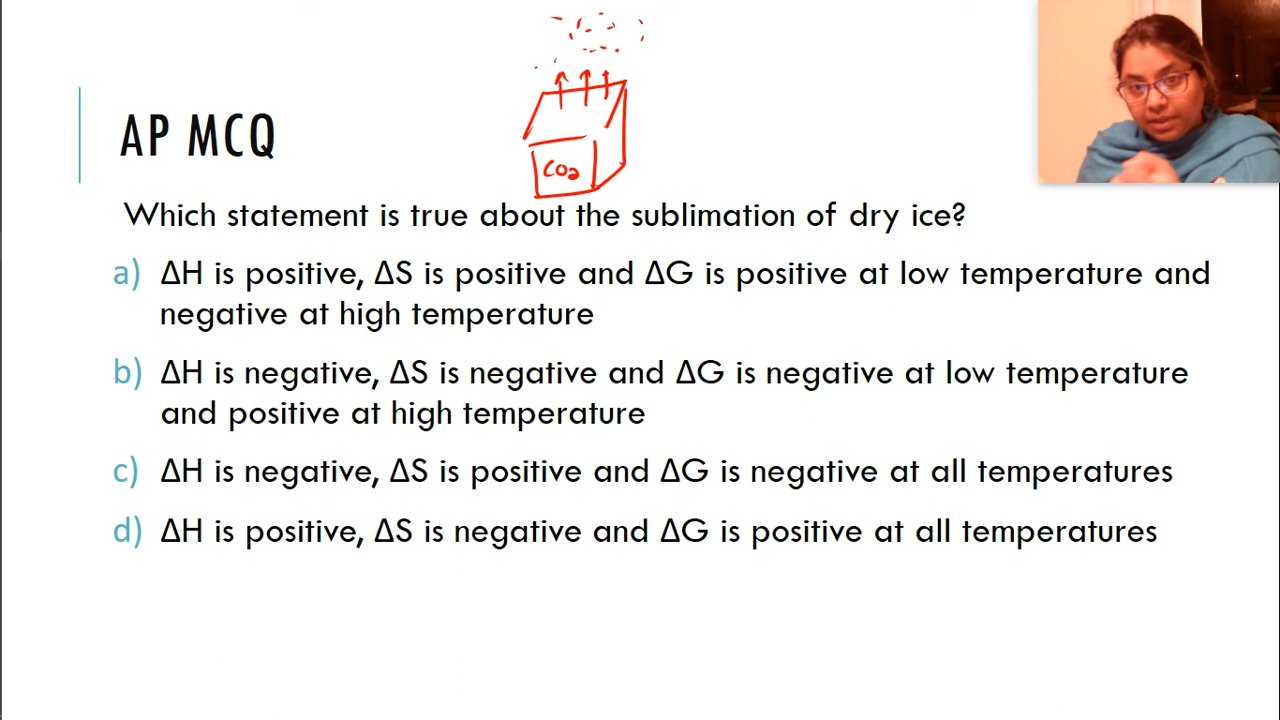 AP MCQ
CO2
Which statement is true about the sublimation of dry ice?
a) ΔH is positive, ΔS is positive and ΔG is positive at low temperature and
negative at high temperature
b) ΔH is negative, ΔS is negative and ΔG is negative at low temperature
and positive at high temperature
c) ΔH is negative, ΔS is positive and ΔG is negative at all temperatures
d) ΔH is positive, ΔS is negative and ΔG is positive at all temperatures